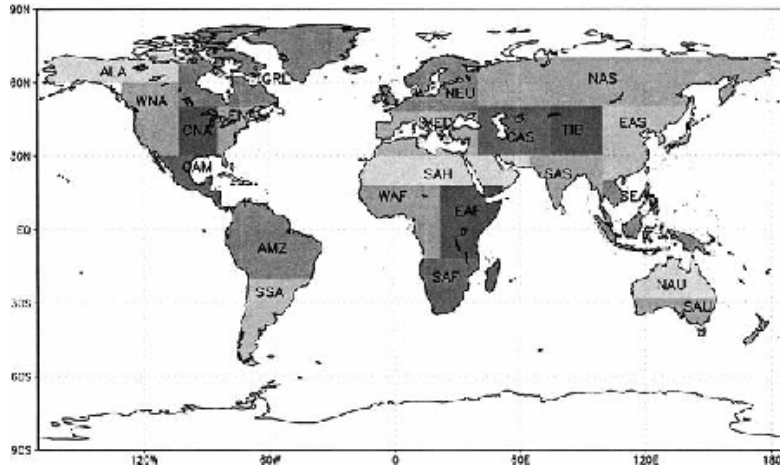 90N
ALA
GRL
NAS
60N
WNA
NEU
ENA
MED
CNA
CAS
TIB
EAS
30N
CAM
SAH
SAS
WAF
SEA
EAF
EQ
AMZ
SAF
SSA
NAU
SAU
30S
60S
90S
120W
60W
0
60E
120E
180